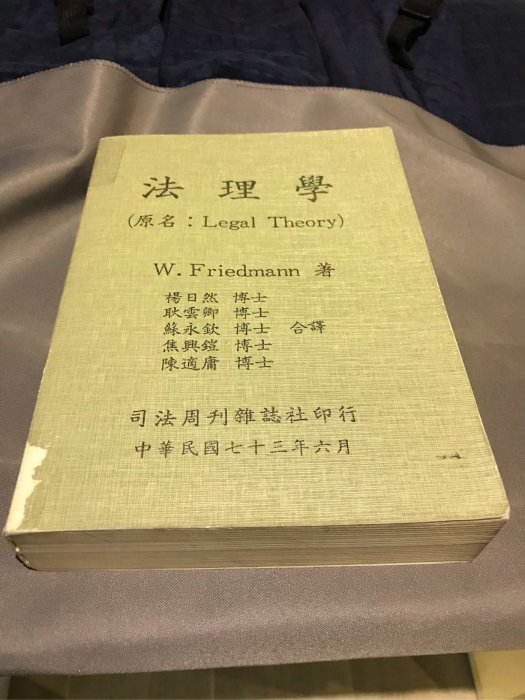 法理學
(原名：Legal Theory)
W. Friedmann 著
楊日然 博士
耿雲卿 博士
蘇永欽 博士 合譯
焦興鎧 博士
陳適庸 博士
司法周刊雜誌社印行
中華民國七十三年六月